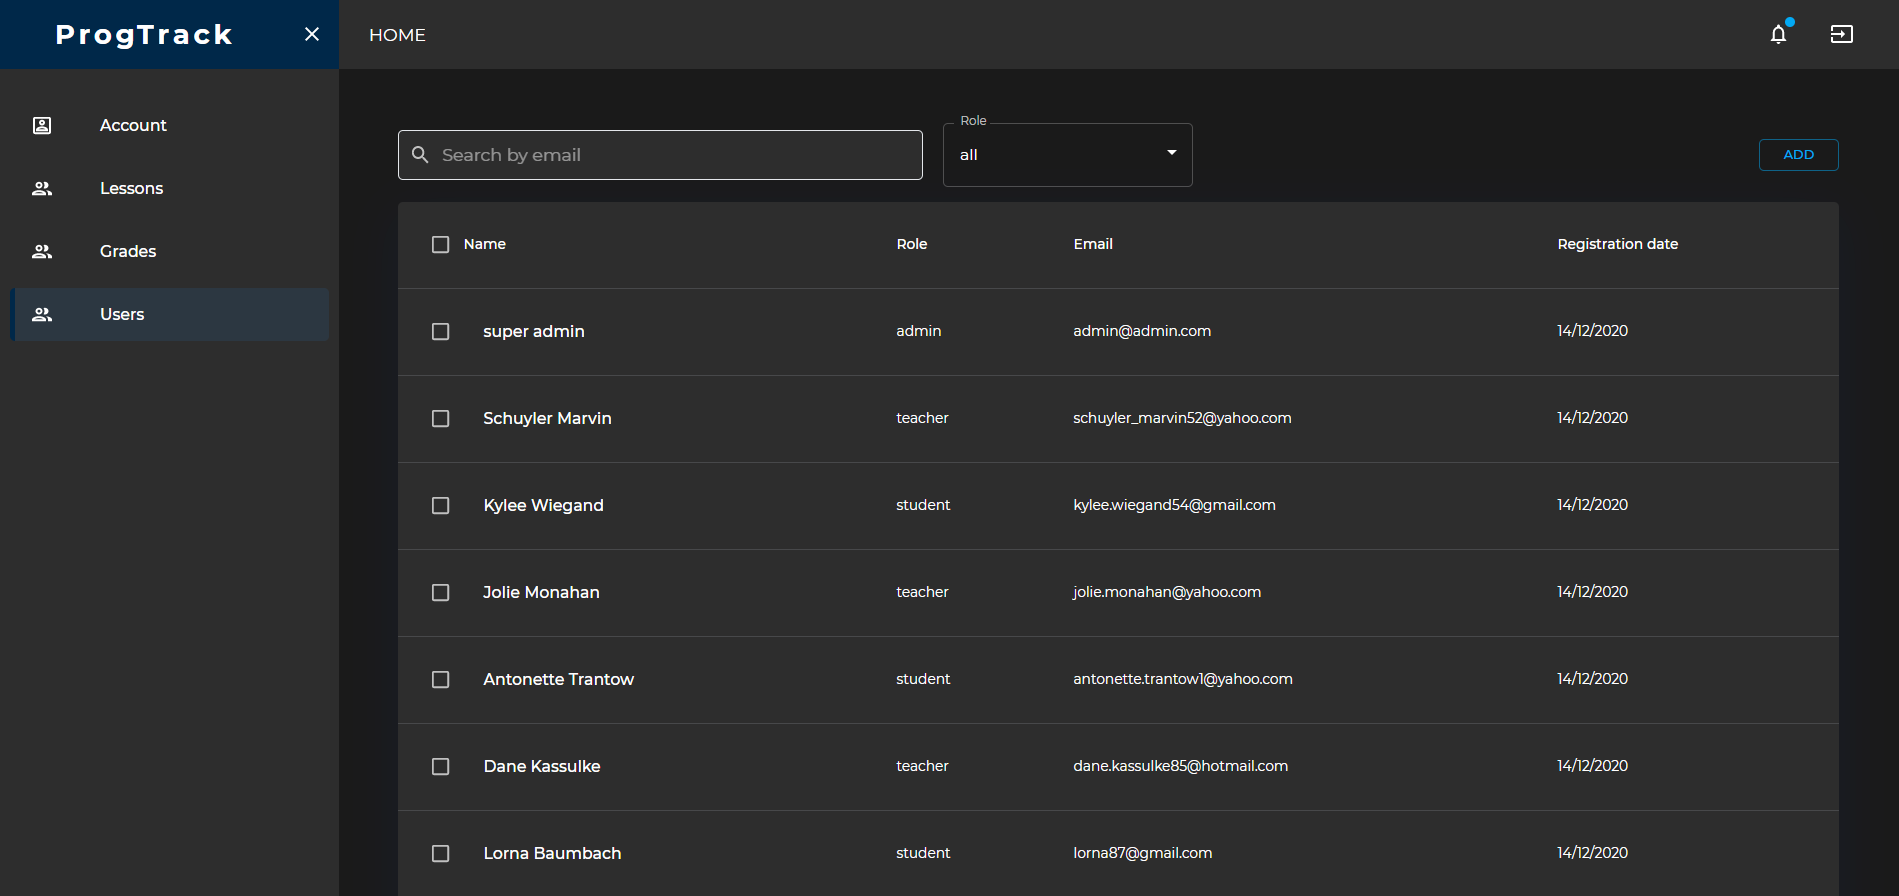 ProgTrack
HOME
Account
Lessons
Grades
Users
Search by email
Role
all
ADD
Name Role Email Registration date
super admin admin admin@admin.com 14/12/2020
Schuyler Marvin teacher schuyler_marvin52@yahoo.com 14/12/2020
Kylee Wiegand student kylee.wiegand54@gmail.com 14/12/2020
Jolie Monahan teacher jolie.monahan@yahoo.com 14/12/2020
Antonette Trantow student antonette.trantow1@yahoo.com 14/12/2020
Dane Kassulke teacher dane.kassulke85@hotmail.com 14/12/2020
Lorna Baumbach student lorna87@gmail.com 14/12/2020